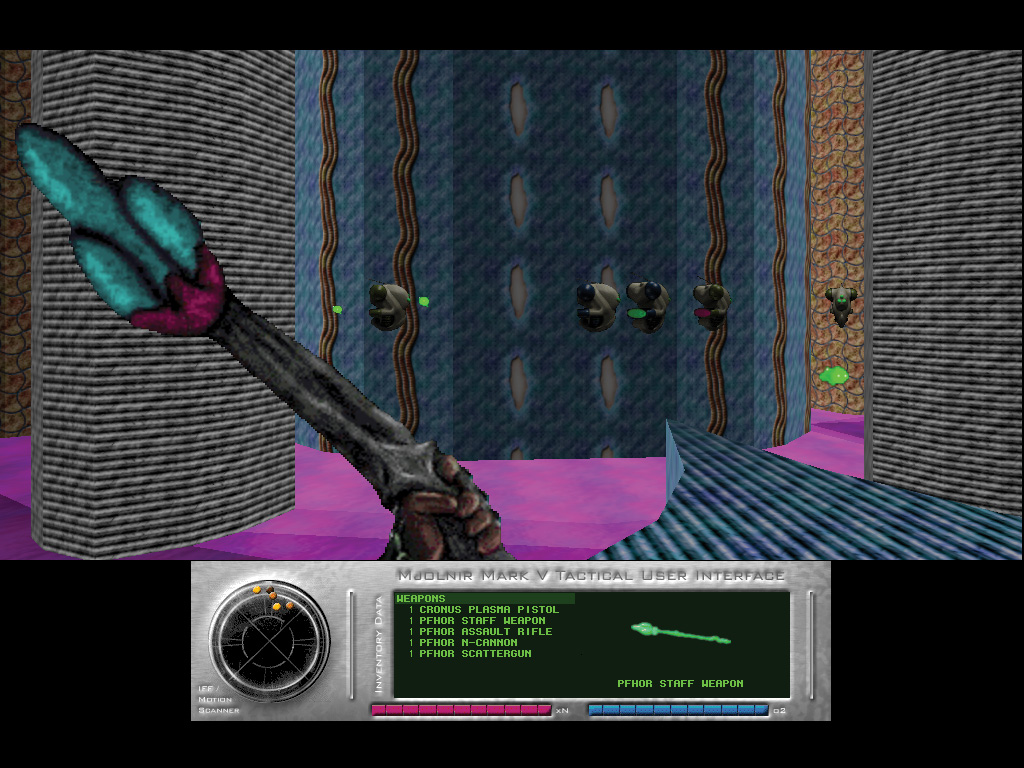 Mjolnir Mark V Tactical User Interface
Inventory Data
WEAPONS
1 CRONUS PLASMA PISTOL
1 PFHOR STAFF WEAPON
1 PFHOR ASSAULT RIFLE
1 PFHOR N-CANNON
1 PFHOR SCATTERGUN
PFHOR STAFF WEAPON
IFF /
Motion
Scanner
xN
o2